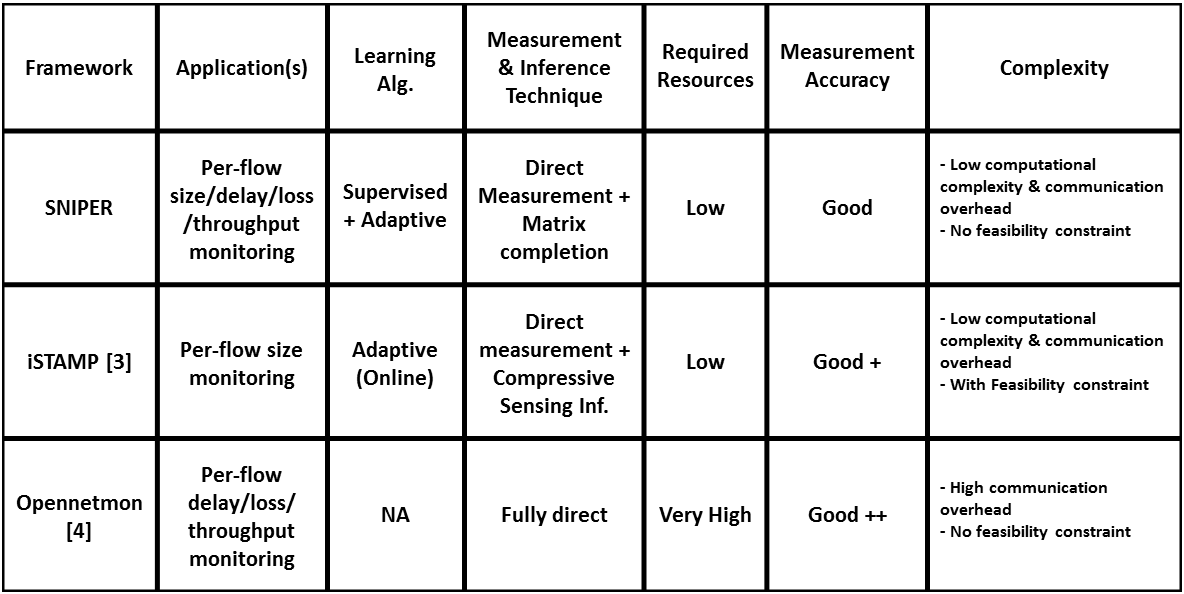 Framework
Application(s)
Learning
Alg.
Measurement
& Inference
Technique
Required
Resources
Measurement
Accuracy
Complexity
SNIPER
Per-flow
size/delay/loss
/throughput
monitoring
Supervised
+ Adaptive
Direct
Measurement +
Matrix
completion
Low
Good
- Low computational
complexity & communication
overhead
- No feasibility constraint
iSTAMP [3]
Per-flow size
monitoring
Adaptive
(Online)
Direct
measurement +
Compressive
Sensing Inf.
Low
Good +
- Low computational
complexity & communication
overhead
- With Feasibility constraint
Opennetmon
[4]
Per-flow
delay/loss/
throughput
monitoring
NA
Fully direct
Very High
Good ++
- High communication
overhead
- No feasibility constraint